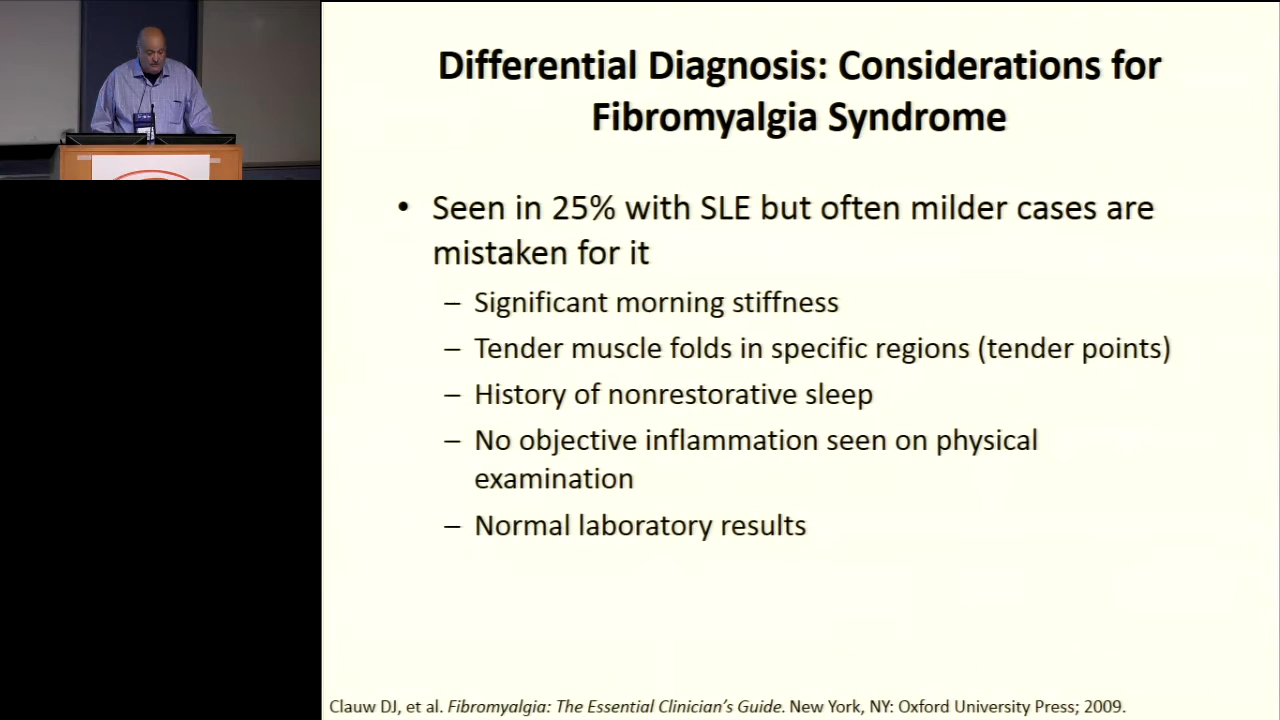 Differential Diagnosis: Considerations for
Fibromyalgia Syndrome
• Seen in 25% with SLE but often milder cases are
mistaken for it
– Significant morning stiffness
– Tender muscle folds in specific regions (tender points)
– History of nonrestorative sleep
– No objective inflammation seen on physical
examination
– Normal laboratory results
Clauw DJ, et al. Fibromyalgia: The Essential Clinician's Guide. New York, NY: Oxford University Press; 2009.